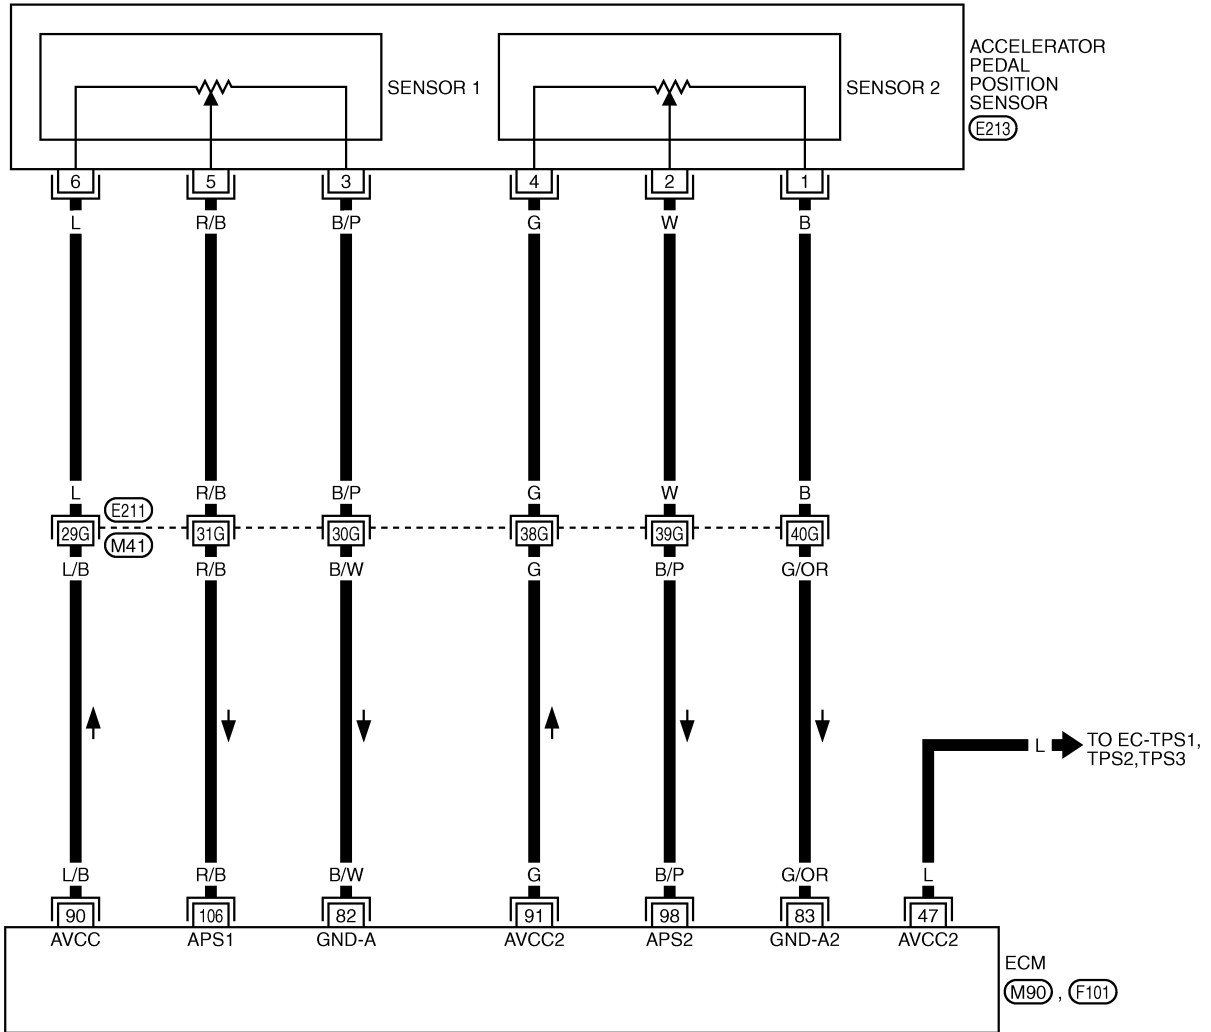 SENSOR 1
SENSOR 2
ACCELERATOR
PEDAL
POSITION
SENSOR
E213
6 5 3 4 2 1
L R/B B/P G W B
L R/B B/P G W B
E211
29G 31G 30G 38G 39G 40G
M41
L/B R/B B/W G B/P G/OR
L TO EC-TPS1,
TPS2,TPS3
L/B R/B B/W G B/P G/OR L
90 106 82 91 98 83 47
AVCC APS1 GND-A AVCC2 APS2 GND-A2 AVCC2
ECM
M90 , F101